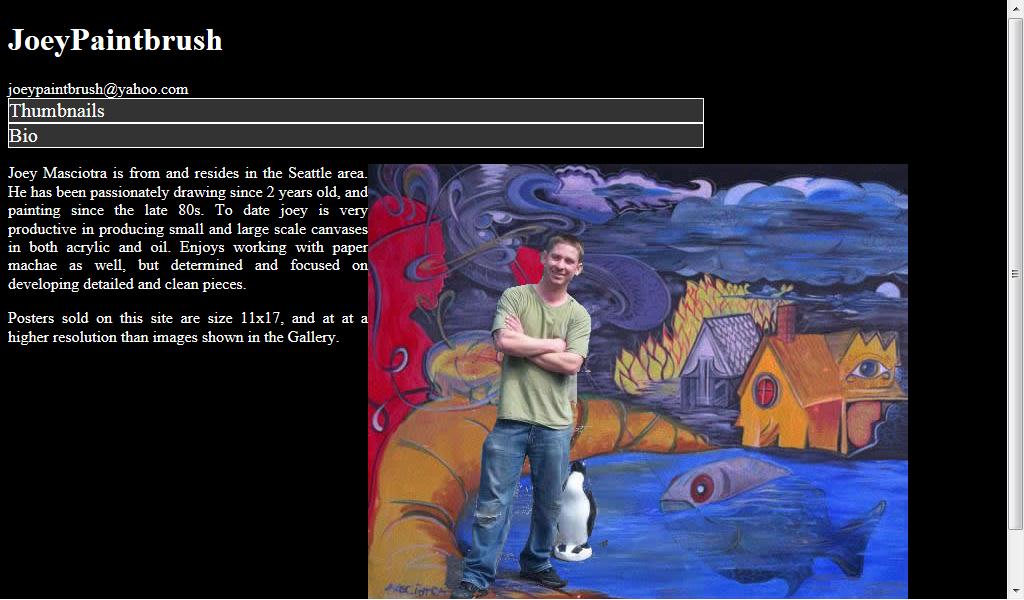 JoeyPaintbrush
joeypaintbrush@yahoo.com
Thumbnails
Bio
Joey Masciotra is from and resides in the Seattle area.
He has been passionately drawing since 2 years old, and
painting since the late 80s. To date joey is very
productive in producing small and large scale canvases
in both acrylic and oil. Enjoys working with paper
machae as well, but determined and focused on
developing detailed and clean pieces.
Posters sold on this site are size 11x17, and at at a
higher resolution than images shown in the Gallery.